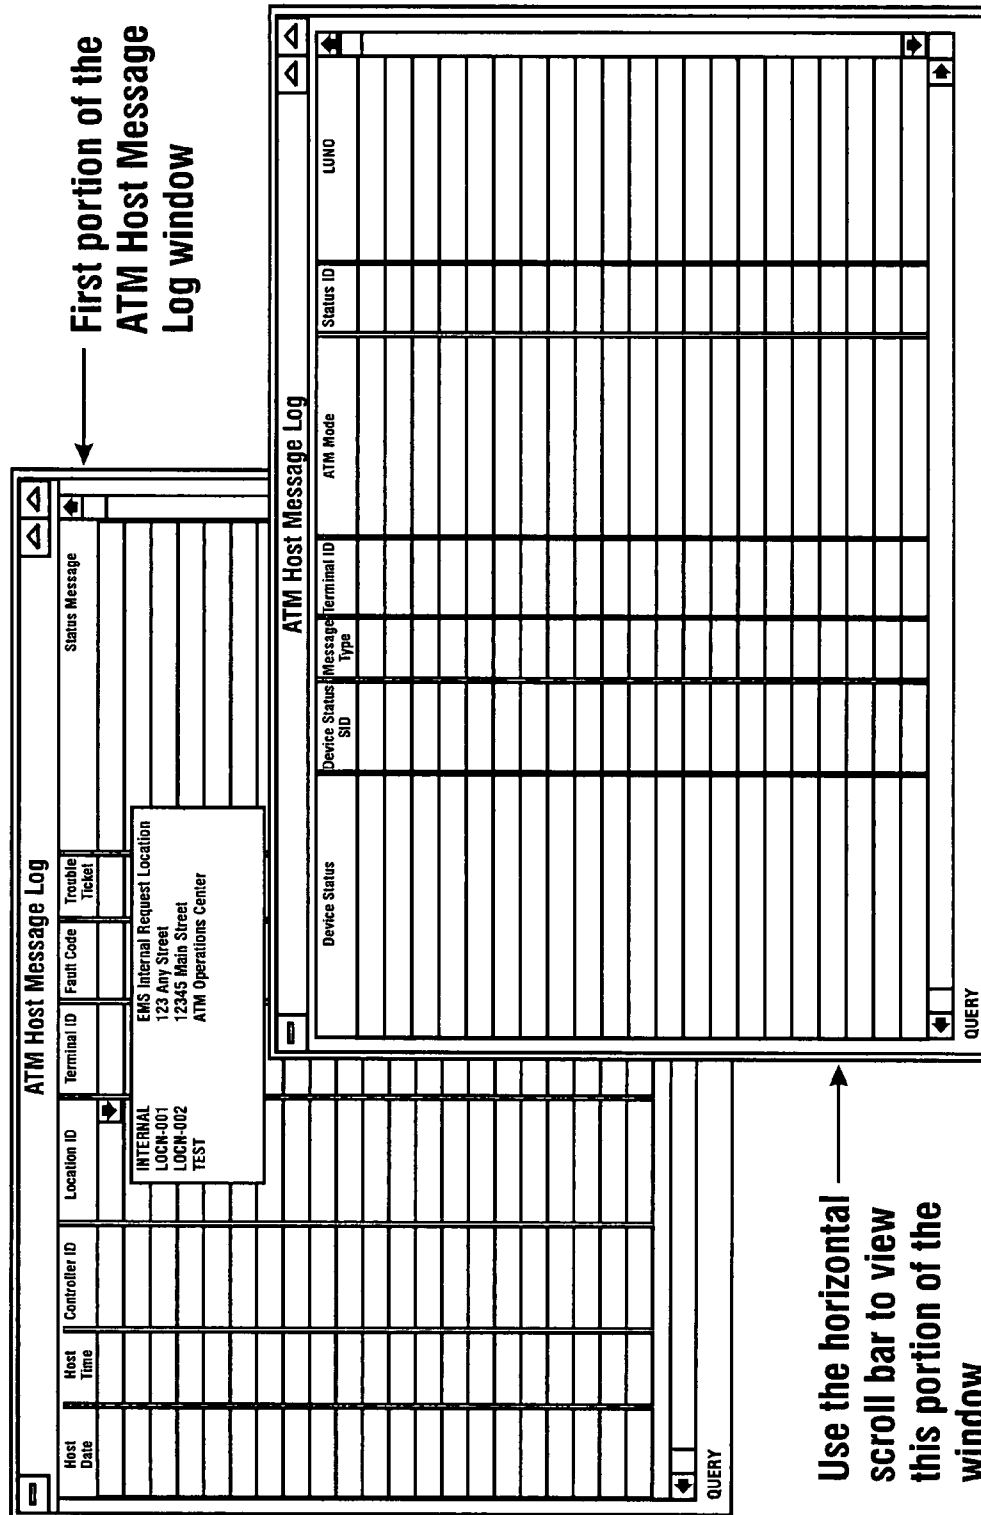 First portion of the
ATM Host Message
Log window
ATM Host Message Log
Host
Date
Host
Time
Controller ID
Location ID
Terminal ID
Fault Code
Trouble
Ticket
Status Message
INTERNAL EMS Internal Request Location
LOCN-001 123 Any Street
LOCN-002 12345 Main Street
TEST ATM Operations Center
QUERY
ATM Host Message Log
Device Status
Device Status
SID
Message
Type
Terminal ID
ATM Mode
Status ID
LUNO
QUERY
Use the horizontal
scroll bar to view
this portion of the
window